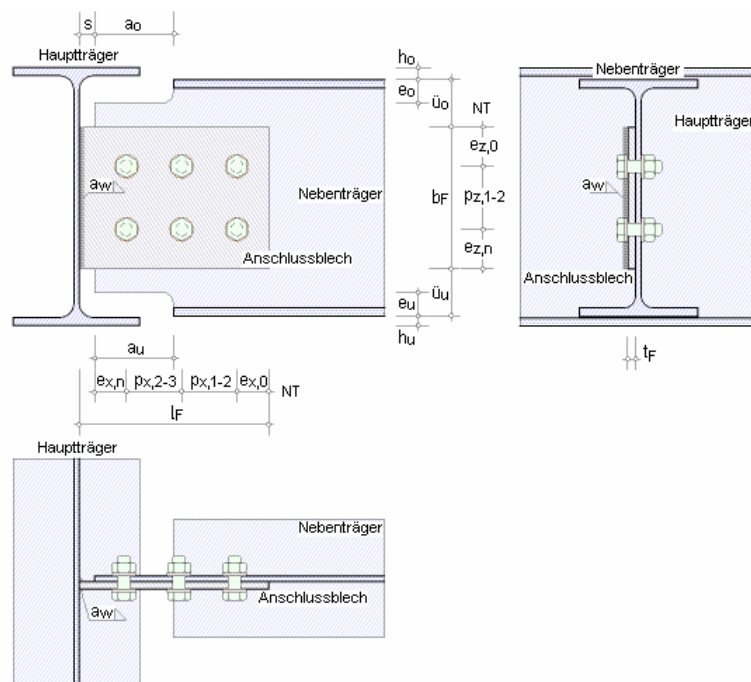 s
ao
Hauptträger
ho
eo
üo
NT
ez,0
bF
pz,1-2
ez,n
üu
eu
hu
aw
Nebenträger
Anschlussblech
Nebenträger
Hauptträger
aw
Anschlussblech
tF
au
ex,n
px,2-3
px,1-2
ex,0
NT
lF
Hauptträger
Nebenträger
aw
Anschlussblech